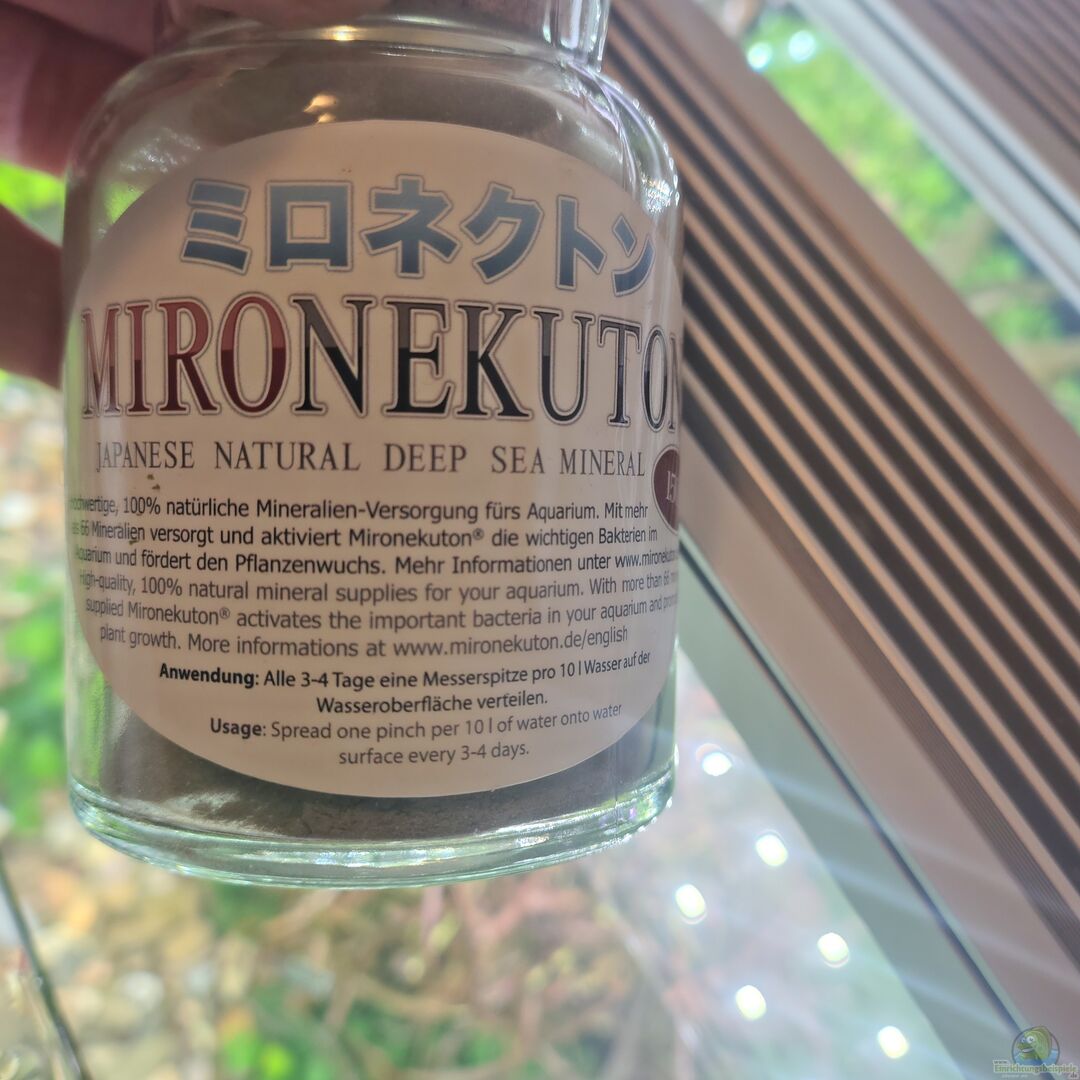 ミロネクトン
MIRONEKUTON
JAPANESE NATURAL DEEP SEA MINERAL
100% natürliche Mineralien-Versorgung fürs Aquarium. Mit mehr
66 Mineralien versorgt und aktiviert Mironekuton® die wichtigen Bakterien im
Aquarium und fördert den Pflanzenwuchs. Mehr Informationen unter
High-quality, 100% natural mineral supplies for your aquarium. With more than 66
supplied Mironekuton® activates the important bacteria in your aquarium and
plant growth. More informations at www.mironekuton.de/english
Anwendung: Alle 3-4 Tage eine Messerspitze pro 10 l Wasser auf der
Wasseroberfläche verteilen.
Usage: Spread one pinch per 10 l of water onto water
surface every 3-4 days.
www.
Einrichtungsbeispiele
.de